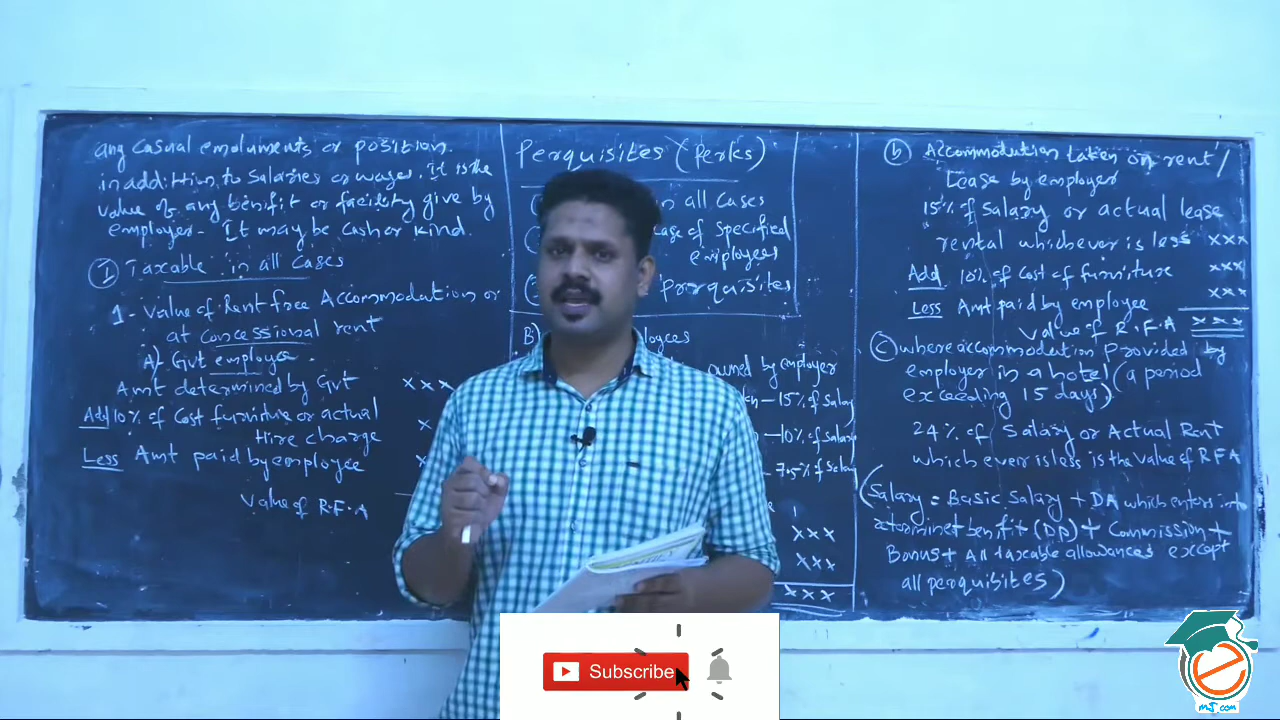 any casual emoluments or position.
in addition to salaries or wages. It is the
value of any benifit or facility give by
employer- It may be cash or kind.
① Taxable in all Cases
1- Value of Rent free Accommodation or
at concessional rent
A)- Gvt employee.
Amt determined by Gvt xxx
Add 10% of Cost furniture or actual
Hire charge x
Less Amt paid by employee x
Value of R.F.A
Perquisites (Perks)
in all Cases
of Specified
employees
Prerquisites
B)
owned by employer
– 15% of Salary
– 10% of Salary
– 7.5% of Salary
xxx
xxx
xxx
(b) Accommodation taken on rent/
Lease by employer
15% of Salary or actual lease
rental whichever is less xxx
Add 10% of Cost of furniture xxx
Less Amt paid by employee xxx
Value of R.F.A xxx
(c) where accommodation provided by
employer in a hotel (a period
exceeding 15 days)
24% of Salary or Actual Rent
which ever is less is the Value of RFA
(Salary = Basic Salary + DA which enters into
benifit (DP) + Commission +
Bonus + All taxable allowances except
all perquisites)
Subscribe
e
mJ.com